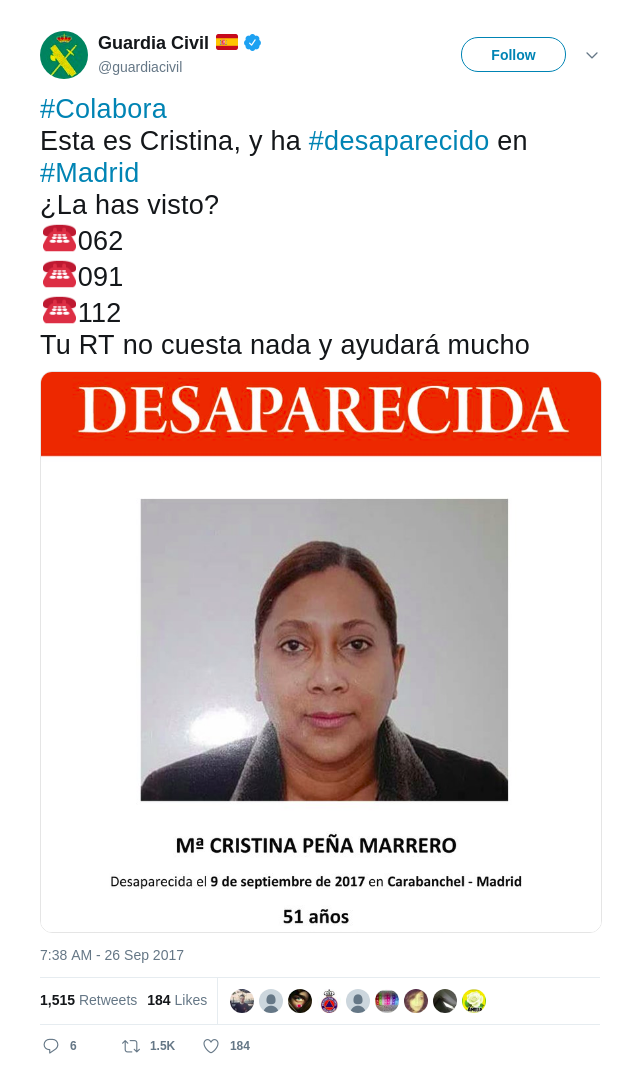 Guardia Civil
@guardiacivil
Follow
#Colabora
Esta es Cristina, y ha #desaparecido en
#Madrid
¿La has visto?
062
091
112
Tu RT no cuesta nada y ayudará mucho
DESAPARECIDA
Mª CRISTINA PEÑA MARRERO
Desaparecida el 9 de septiembre de 2017 en Carabanchel - Madrid
51 años
7:38 AM - 26 Sep 2017
1,515 Retweets 184 Likes
6 1.5K 184